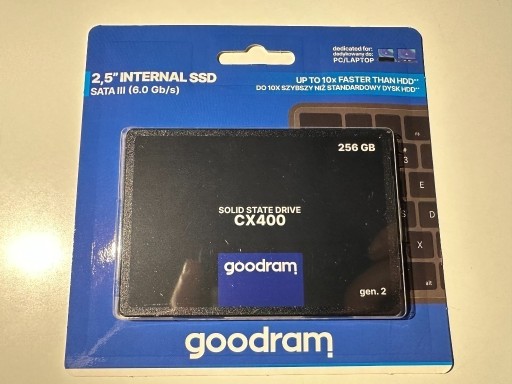 2,5" INTERNAL SSD
SATA III (6.0 Gb/s)
dedicated for:
dedykowany do:
PC/LAPTOP
UP TO 10x FASTER THAN HDD**
DO 10X SZYBSZY NIŻ STANDARDOWY DYSK HDD**
256 GB
SOLID STATE DRIVE
CX400
goodram
gen. 2
goodram
#
3
E
S
D
X
alt